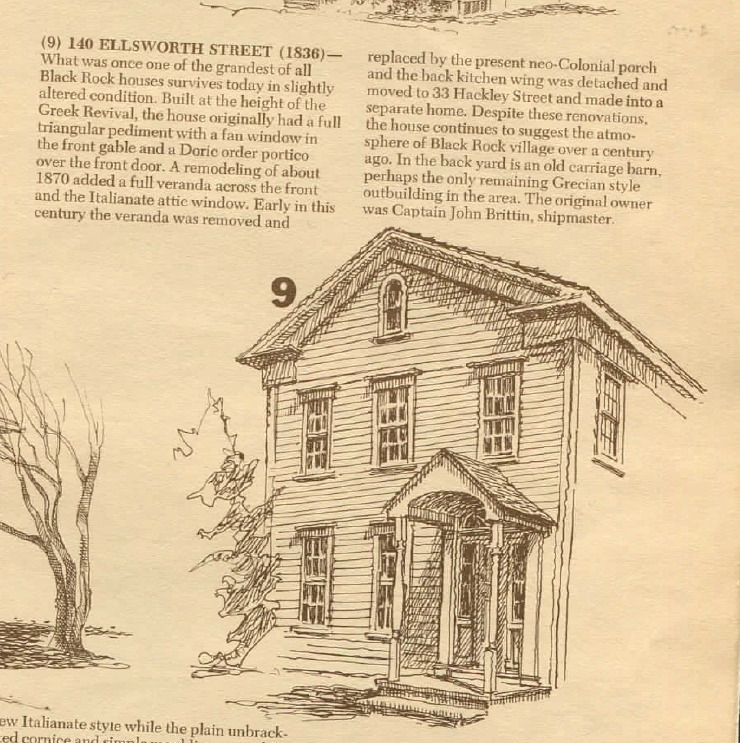 (9) 140 ELLSWORTH STREET (1836)—
What was once one of the grandest of all
Black Rock houses survives today in slightly
altered condition. Built at the height of the
Greek Revival, the house originally had a full
triangular pediment with a fan window in
the front gable and a Doric order portico
over the front door. A remodeling of about
1870 added a full veranda across the front
and the Italianate attic window. Early in this
century the veranda was removed and
replaced by the present neo-Colonial porch
and the back kitchen wing was detached and
moved to 33 Hackley Street and made into a
separate home. Despite these renovations,
the house continues to suggest the atmo-
sphere of Black Rock village over a century
ago. In the back yard is an old carriage barn,
perhaps the only remaining Grecian style
outbuilding in the area. The original owner
was Captain John Brittin, shipmaster.
9
ew Italianate style while the plain unbrack-
ted cornice and